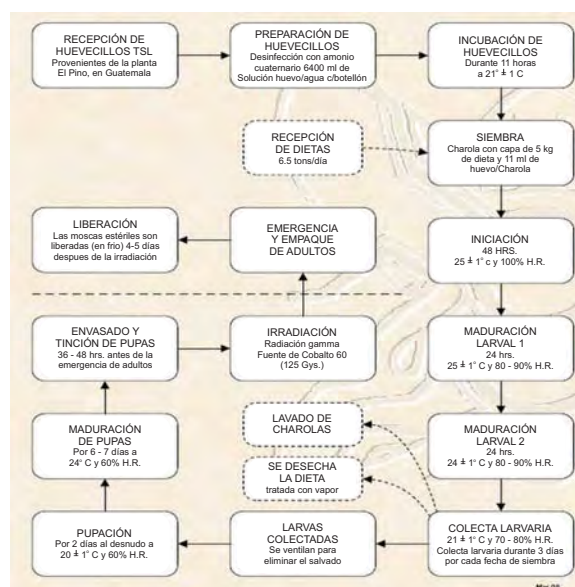 RECEPCIÓN DE
HUEVECILLOS TSL
Provenientes de la planta
El Pino, en Guatemala
PREPARACIÓN DE
HUEVECILLOS
Desinfección con amonio
cuaternario 6400 ml de
Solución huevo/agua c/botellón
INCUBACIÓN DE
HUEVECILLOS
Durante 11 horas
a 21° ± 1 C
RECEPCIÓN
DE DIETAS
6.5 tons/día
SIEMBRA
Charola con capa de 5 kg
de dieta y 11 ml de
huevo/Charola
LIBERACIÓN
Las moscas estériles son
liberadas (en frio) 4-5 días
despues de la irradiación
EMERGENCIA
Y EMPAQUE
DE ADULTOS
INICIACIÓN
48 HRS.
25 ± 1° c y 100% H.R.
ENVASADO Y
TINCIÓN DE PUPAS
36 - 48 hrs. antes de la
emergencia de adultos
IRRADIACIÓN
Radiación gamma
Fuente de Cobalto 60
(125 Gys.)
MADURACIÓN
LARVAL 1
24 hrs.
25 ± 1° C y 80 - 90% H.R.
MADURACIÓN
DE PUPAS
Por 6 - 7 días a
24° C y 60% H.R.
LAVADO DE
CHAROLAS
SE DESECHA
LA DIETA
tratada con vapor
MADURACIÓN
LARVAL 2
24 hrs.
24 ± 1° C y 80 - 90% H.R.
PUPACIÓN
Por 2 días al desnudo a
20 ± 1° C y 60% H.R.
LARVAS
COLECTADAS
Se ventilan para
eliminar el salvado
COLECTA LARVARIA
21 ± 1° C y 70 - 80% H.R.
Colecta larvaria durante 3 días
por cada fecha de siembra